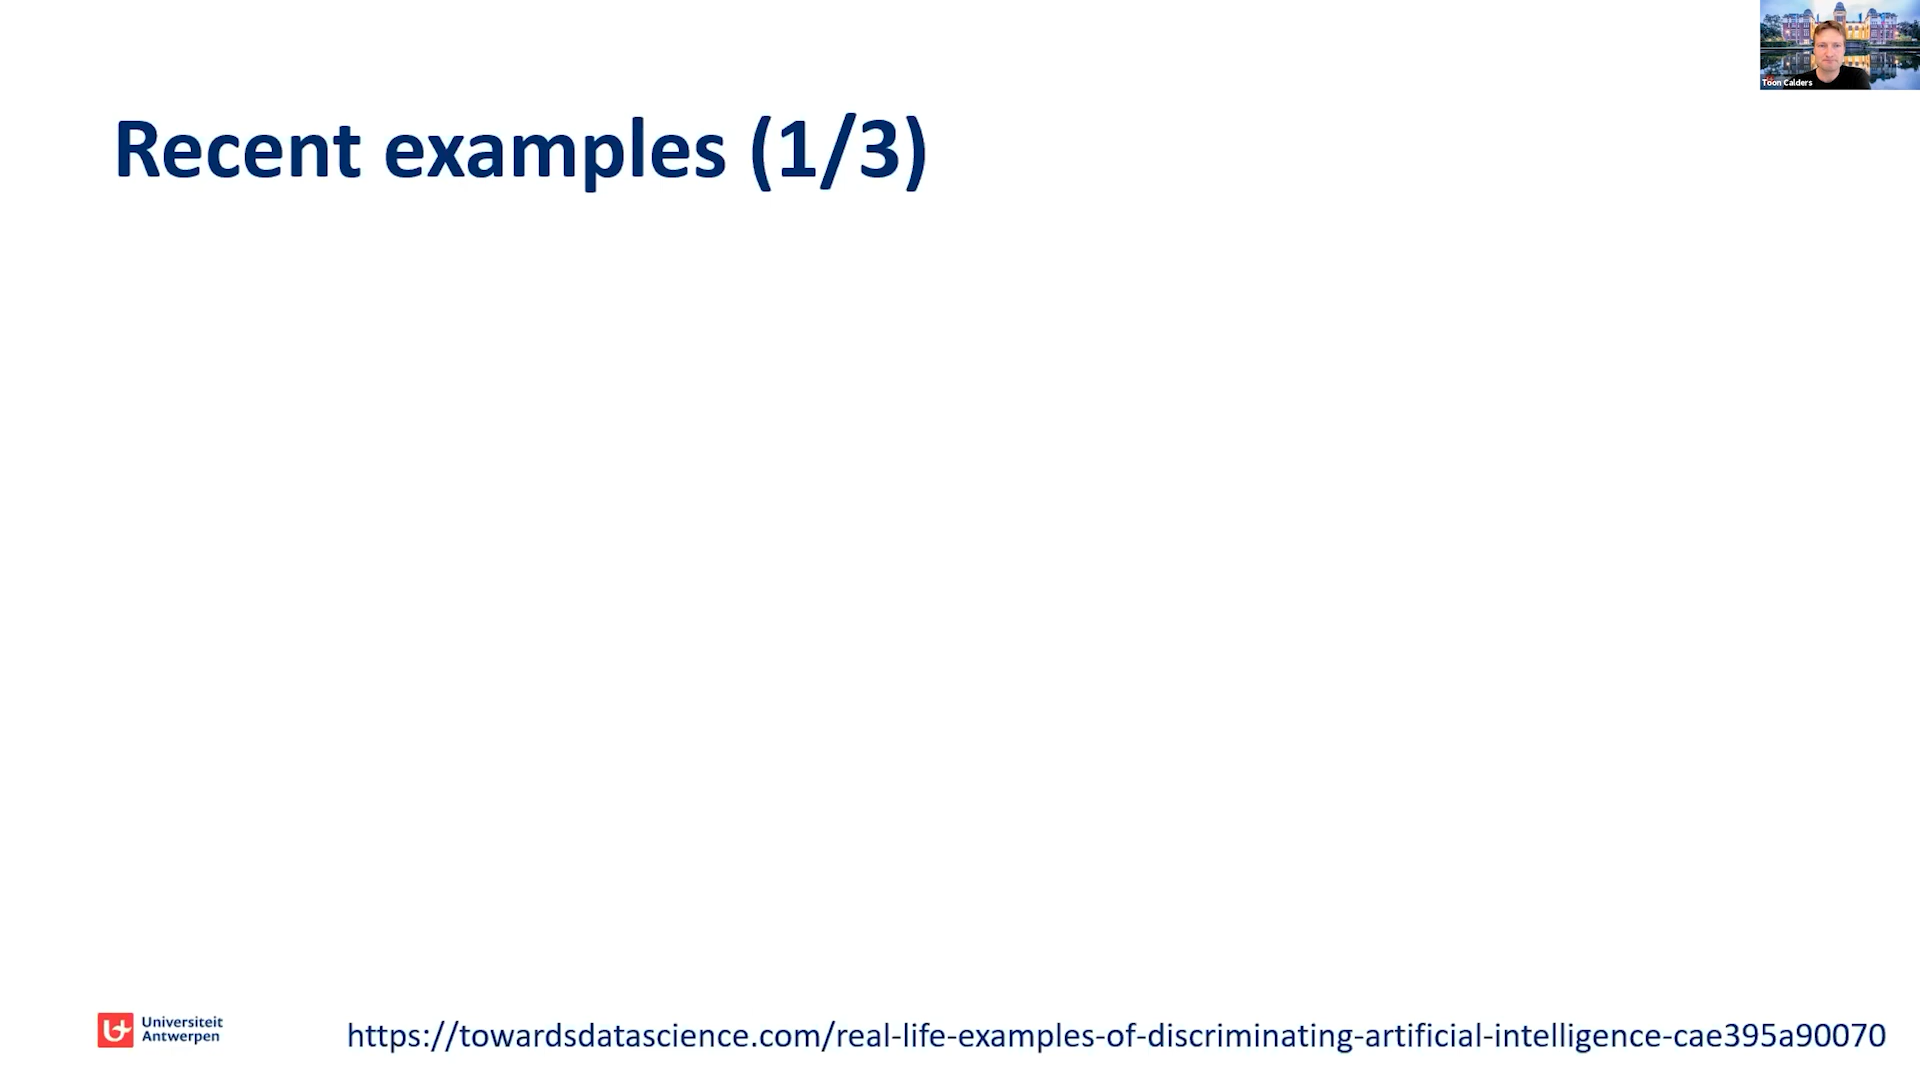 Toon Calders
Recent examples (1/3)
Universiteit
Antwerpen
https://towardsdatascience.com/real-life-examples-of-discriminating-artificial-intelligence-cae395a90070